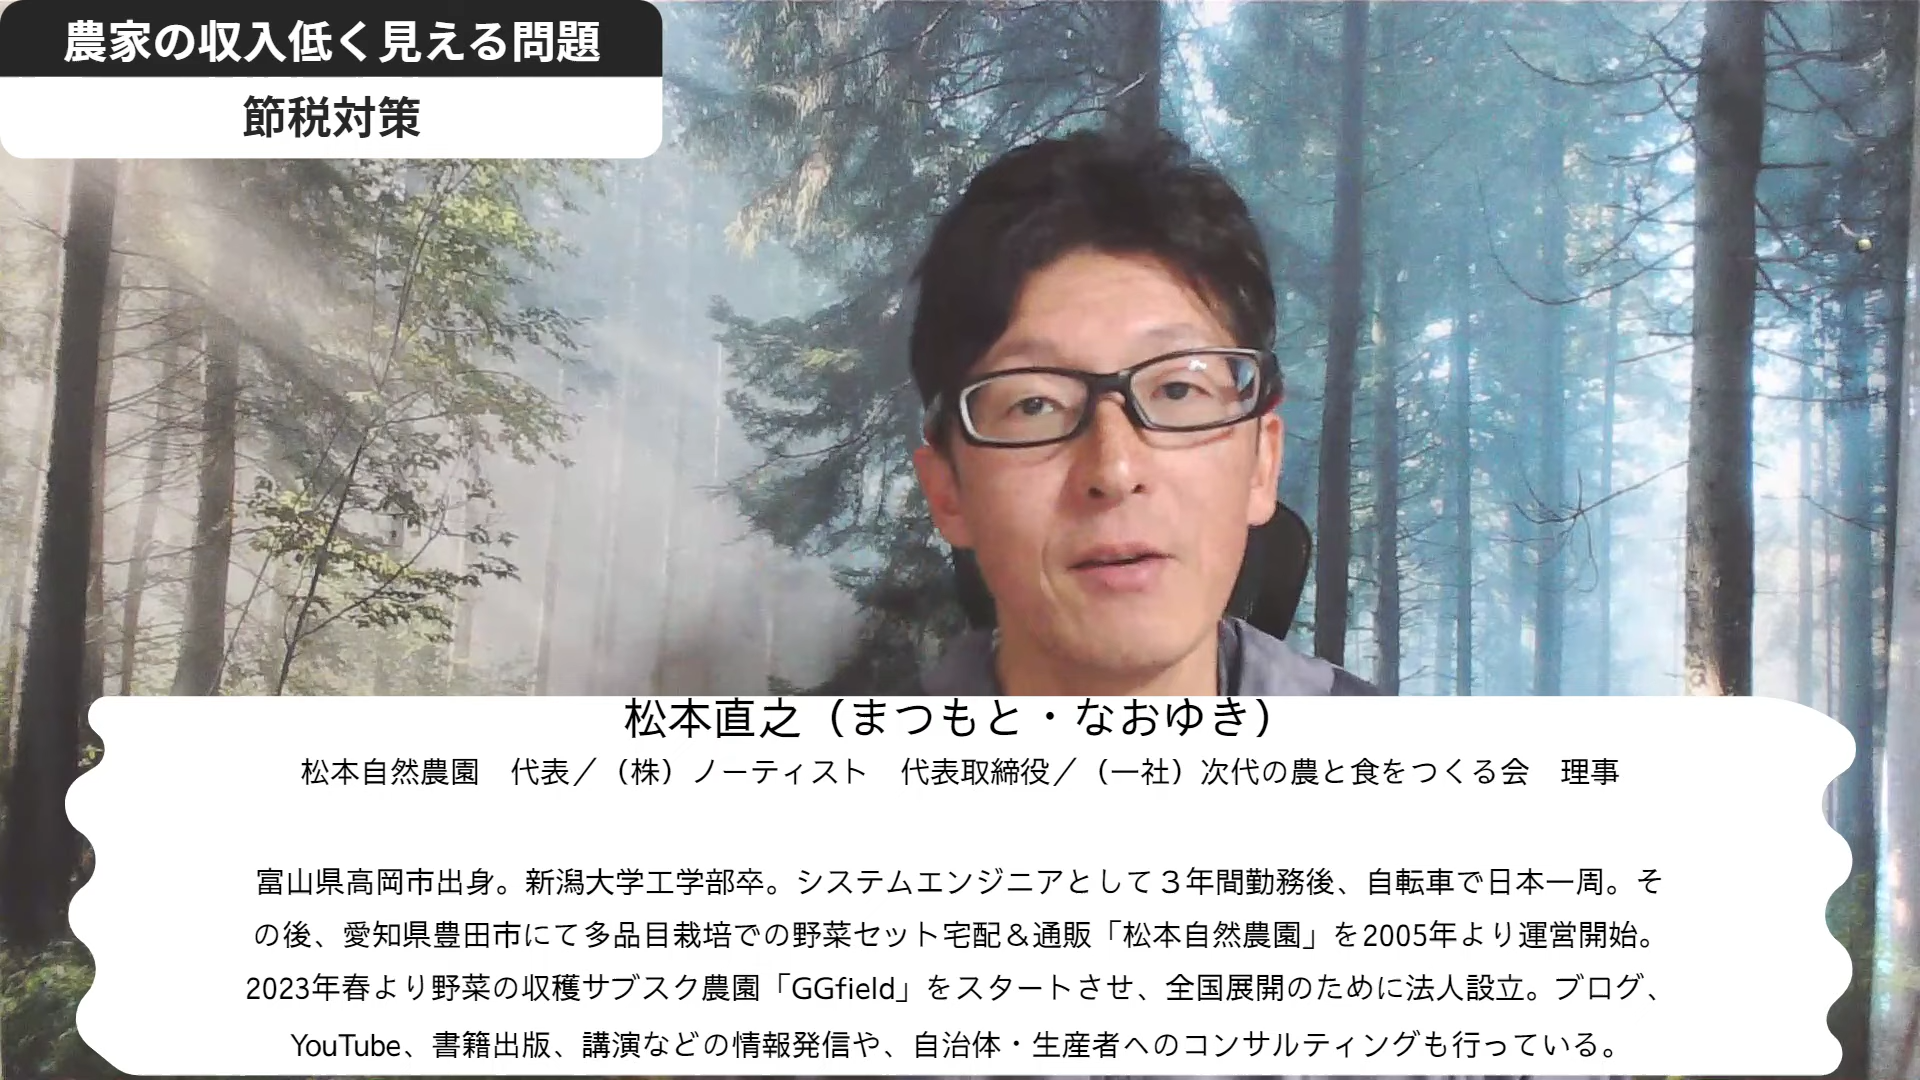 農家の収入低く見える問題
節税対策
松本直之（まつもと・なおゆき）
松本自然農園　代表／（株）ノーティスト　代表取締役／（一社）次代の農と食をつくる会　理事
富山県高岡市出身。新潟大学工学部卒。システムエンジニアとして３年間勤務後、自転車で日本一周。そ
の後、愛知県豊田市にて多品目栽培での野菜セット宅配＆通販「松本自然農園」を2005年より運営開始。
2023年春より野菜の収穫サブスク農園「GGfield」をスタートさせ、全国展開のために法人設立。ブログ、
YouTube、書籍出版、講演などの情報発信や、自治体・生産者へのコンサルティングも行っている。